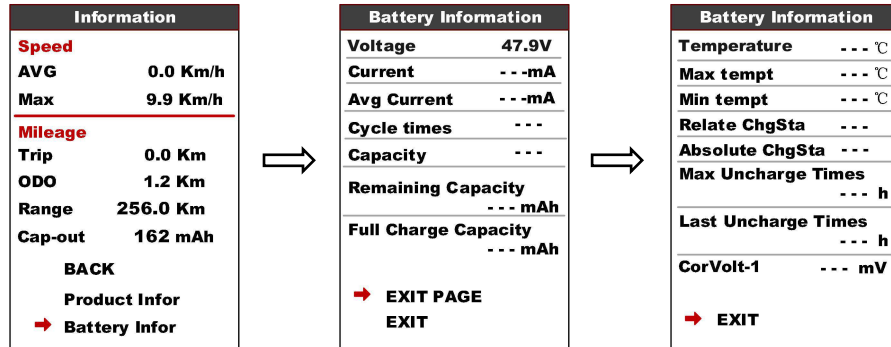 Information
Speed
AVG 0.0 Km/h
Max 9.9 Km/h
Mileage
Trip 0.0 Km
ODO 1.2 Km
Range 256.0 Km
Cap-out 162 mAh
BACK
Product Infor
Battery Infor
Battery Information
Voltage 47.9V
Current - - -mA
Avg Current - - -mA
Cycle times - - -
Capacity - - -
Remaining Capacity
- - - mAh
Full Charge Capacity
- - - mAh
EXIT PAGE
EXIT
Battery Information
Temperature - - - ℃
Max tempt - - - ℃
Min tempt - - - ℃
Relate ChgSta - - -
Absolute ChgSta - - -
Max Uncharge Times
- - - h
Last Uncharge Times
- - - h
CorVolt-1 - - - mV
EXIT